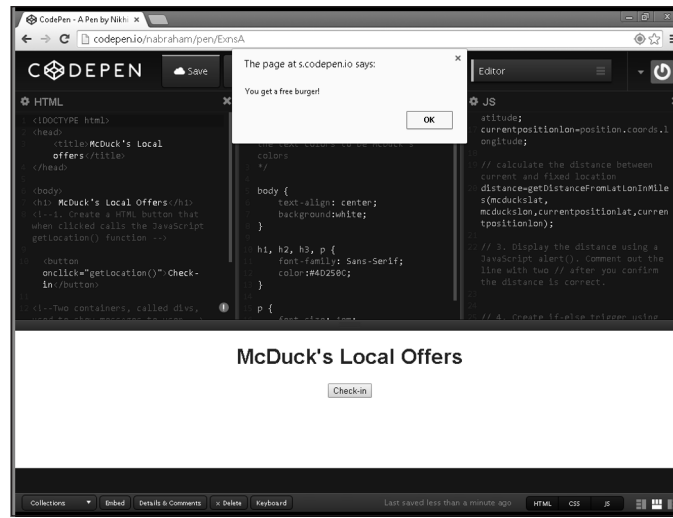 CodePen - A Pen by Nikhi
codepen.io/nabraham/pen/ExnsA
CODEPEN
Save
The page at s.codepen.io says:
You get a free burger!
OK
Editor
HTML
<!DOCTYPE html>
<head>
<title>McDuck's Local
offers</title>
</head>
<body>
<h1> McDuck's Local Offers</h1>
<!--1. Create a HTML button that
when clicked calls the JavaScript
getLocation() function -->
<button
onclick="getLocation()">Check-
in</button>
<!--Two containers, called divs,
the text colors to be McDuck's
colors
*/
body {
text-align: center;
background:white;
}
h1, h2, h3, p {
font-family: Sans-Serif;
color:#4D250C;
}
p {
JS
atitude;
currentpositionlon=position.coords.l
ongitude;
// calculate the distance between
current and fixed location
distance=getDistanceFromLatLonInMile
s(mcduckslat,
mcduckslon,currentpositionlat,curren
tpositionlon);
// 3. Display the distance using a
JavaScript alert(). Comment out the
line with two // after you confirm
the distance is correct.
// 4. Create if-else trigger using
McDuck's Local Offers
Check-in
Collections
Embed
Details & Comments
× Delete
Keyboard
Last saved less than a minute ago
HTML
CSS
JS